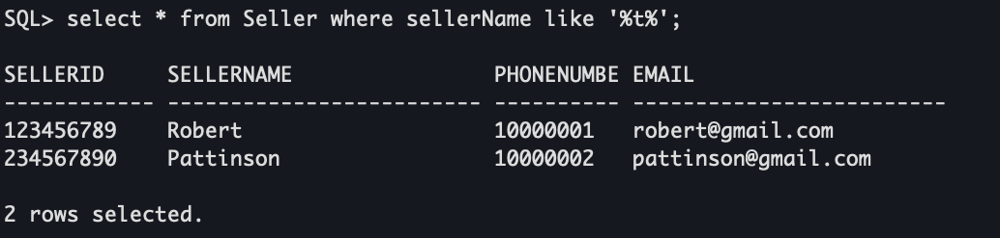 SQL> select * from Seller where sellerName like '%t%';
SELLERID SELLERNAME PHONENUMBE EMAIL
------------ ------------------------- ---------- -------------------------
123456789 Robert 10000001 robert@gmail.com
234567890 Pattinson 10000002 pattinson@gmail.com
2 rows selected.